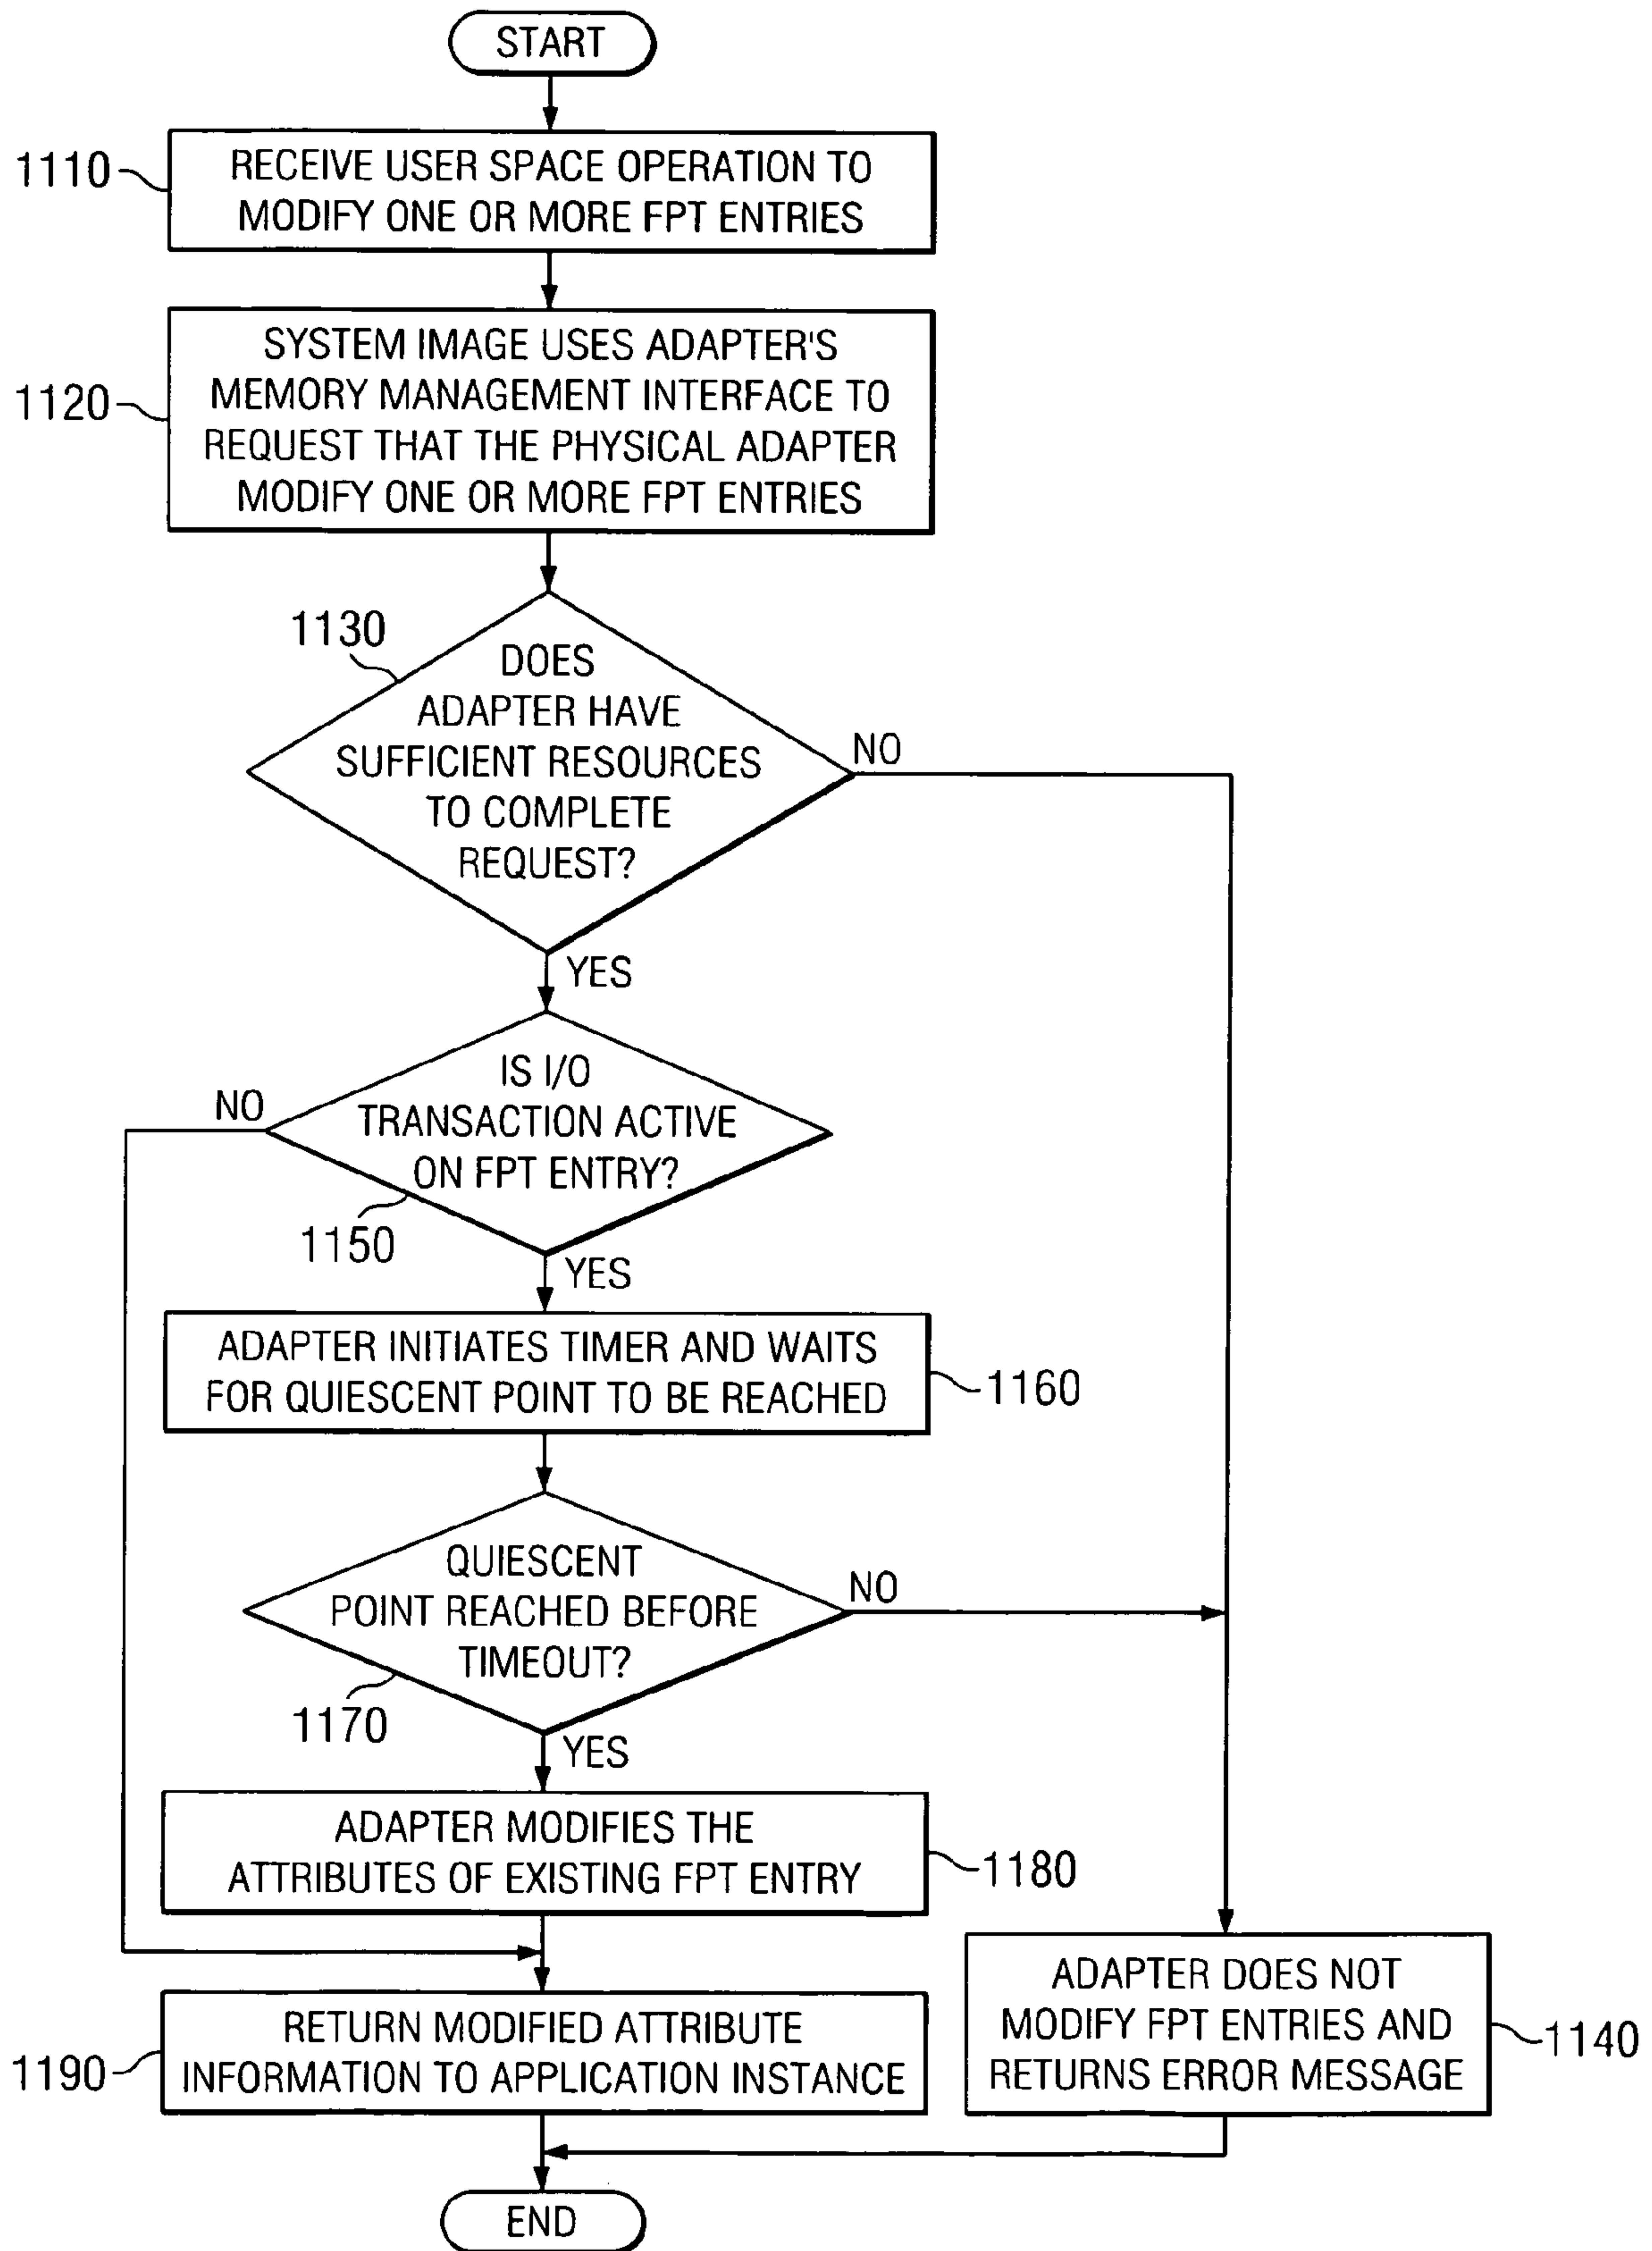 START
1110
RECEIVE USER SPACE OPERATION TO
MODIFY ONE OR MORE FPT ENTRIES
1120
SYSTEM IMAGE USES ADAPTER'S
MEMORY MANAGEMENT INTERFACE TO
REQUEST THAT THE PHYSICAL ADAPTER
MODIFY ONE OR MORE FPT ENTRIES
1130
DOES
ADAPTER HAVE
SUFFICIENT RESOURCES
TO COMPLETE
REQUEST?
NO
YES
IS I/O
TRANSACTION ACTIVE
ON FPT ENTRY?
NO
1150
YES
ADAPTER INITIATES TIMER AND WAITS
FOR QUIESCENT POINT TO BE REACHED
1160
QUIESCENT
POINT REACHED BEFORE
TIMEOUT?
NO
1170
YES
ADAPTER MODIFIES THE
ATTRIBUTES OF EXISTING FPT ENTRY
1180
RETURN MODIFIED ATTRIBUTE
INFORMATION TO APPLICATION INSTANCE
1190
ADAPTER DOES NOT
MODIFY FPT ENTRIES AND
RETURNS ERROR MESSAGE
1140
END